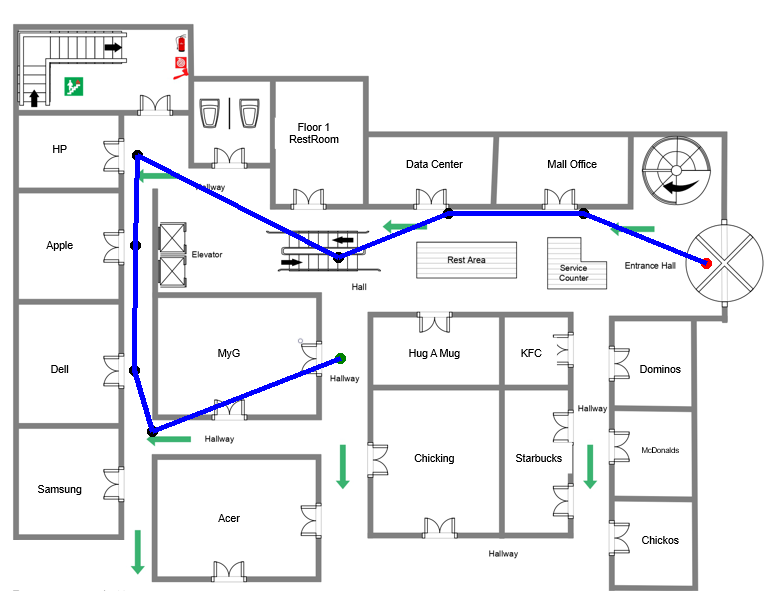 Floor 1
RestRoom
HP
Data Center
Mall Office
Hallway
Apple
Elevator
Rest Area
Service
Counter
Entrance Hall
Hall
MyG
Hug A Mug
KFC
Dell
Hallway
Dominos
Hallway
Hallway
McDonalds
Chicking
Starbucks
Samsung
Acer
Chickos
Hallway